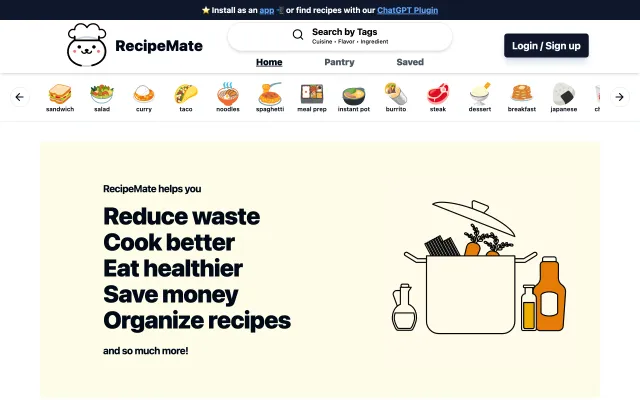 ⭐ Install as an app 📲 or find recipes with our ChatGPT Plugin
RecipeMate
Search by Tags
Cuisine • Flavor • Ingredient
Login / Sign up
Home
Pantry
Saved
sandwich
salad
curry
taco
noodles
spaghetti
meal prep
instant pot
burrito
steak
dessert
breakfast
japanese
RecipeMate helps you
Reduce waste
Cook better
Eat healthier
Save money
Organize recipes
and so much more!